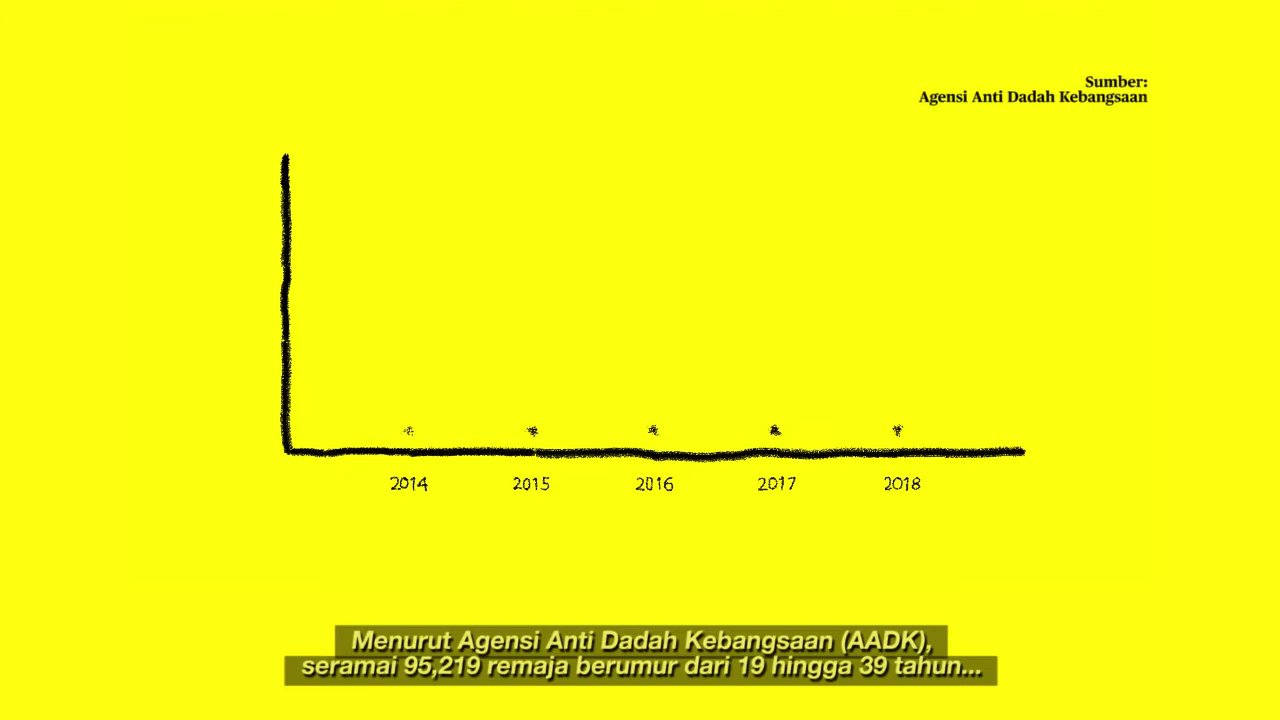 Sumber:
Agensi Anti Dadah Kebangsaan
2014 2015 2016 2017 2018
Menurut Agensi Anti Dadah Kebangsaan (AADK),
seramai 95,219 remaja berumur dari 19 hingga 39 tahun...